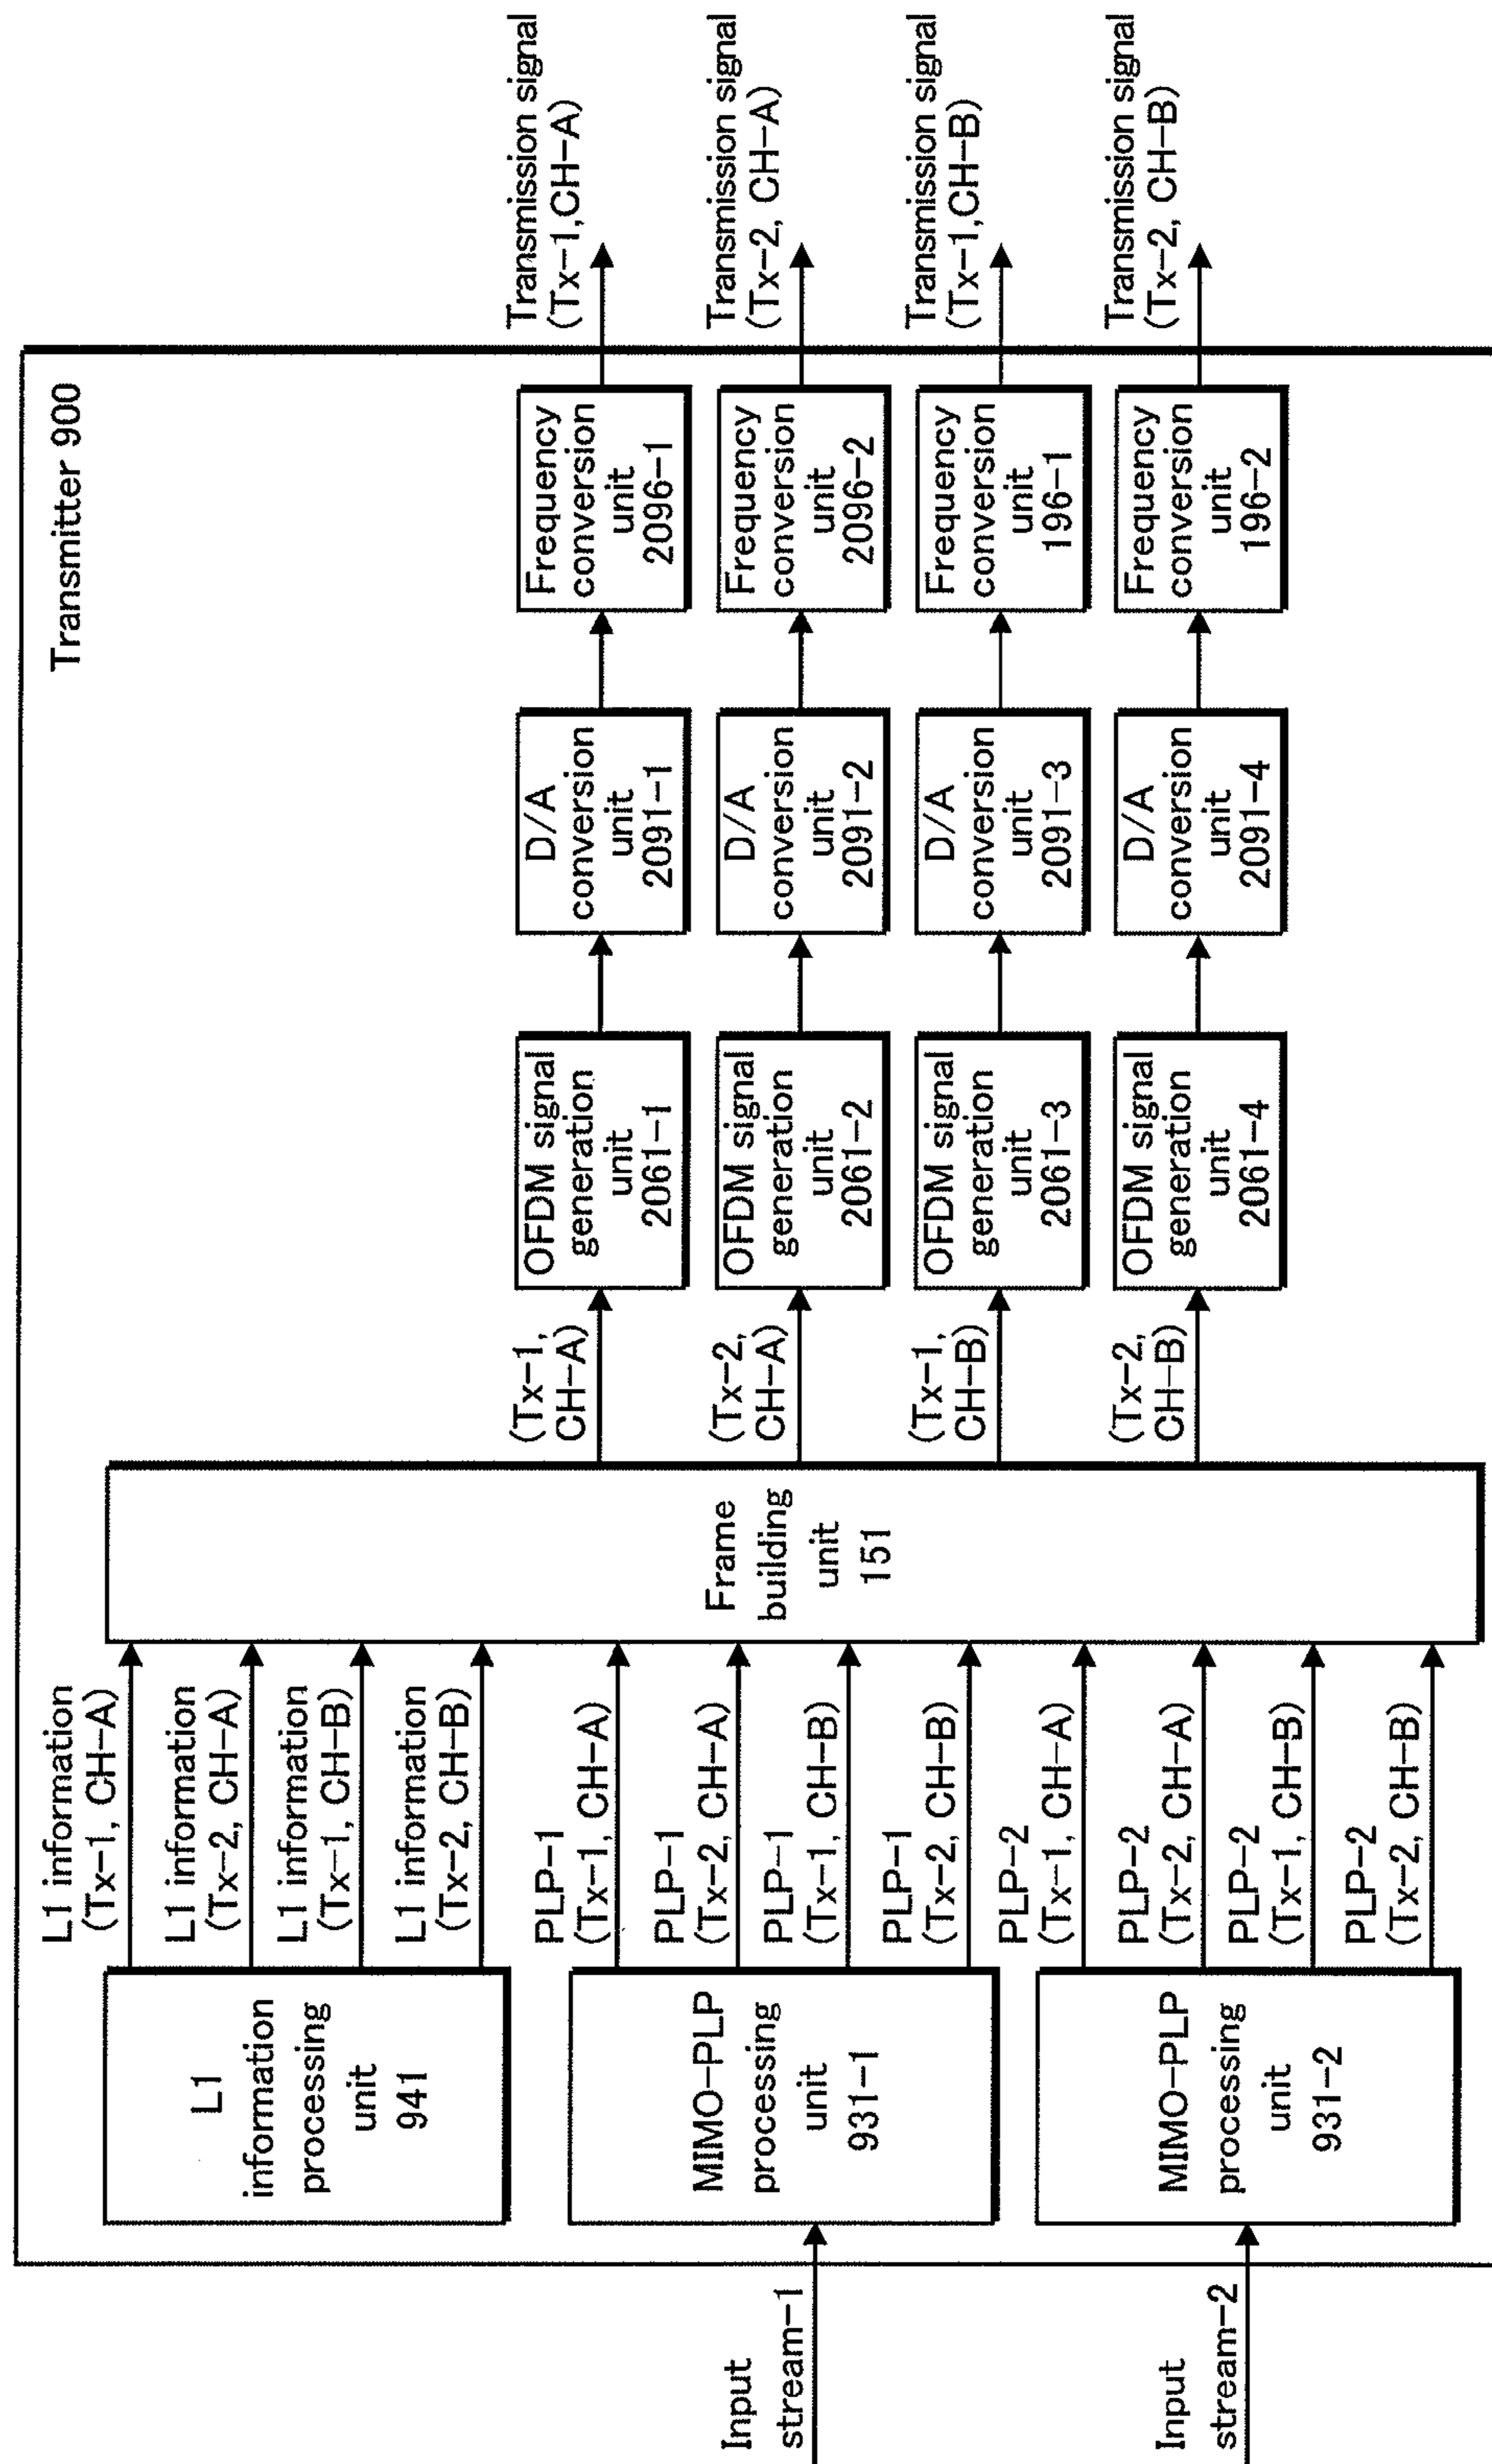 Transmitter 900
Input
stream-1
Input
stream-2
L1
information
processing
unit
941
MIMO-PLP
processing
unit
931-1
MIMO-PLP
processing
unit
931-2
L1 information
(Tx-1, CH-A)
L1 information
(Tx-2, CH-A)
L1 information
(Tx-1, CH-B)
L1 information
(Tx-2, CH-B)
PLP-1
(Tx-1, CH-A)
PLP-1
(Tx-2, CH-A)
PLP-1
(Tx-1, CH-B)
PLP-1
(Tx-2, CH-B)
PLP-2
(Tx-1, CH-A)
PLP-2
(Tx-2, CH-A)
PLP-2
(Tx-1, CH-B)
PLP-2
(Tx-2, CH-B)
Frame
building
unit
151
(Tx-1,
CH-A)
(Tx-2,
CH-A)
(Tx-1,
CH-B)
(Tx-2,
CH-B)
OFDM signal
generation
unit
2061-1
OFDM signal
generation
unit
2061-2
OFDM signal
generation
unit
2061-3
OFDM signal
generation
unit
2061-4
D/A
conversion
unit
2091-1
D/A
conversion
unit
2091-2
D/A
conversion
unit
2091-3
D/A
conversion
unit
2091-4
Frequency
conversion
unit
2096-1
Frequency
conversion
unit
2096-2
Frequency
conversion
unit
196-1
Frequency
conversion
unit
196-2
Transmission signal
(Tx-1,CH-A)
Transmission signal
(Tx-2, CH-A)
Transmission signal
(Tx-1,CH-B)
Transmission signal
(Tx-2, CH-B)